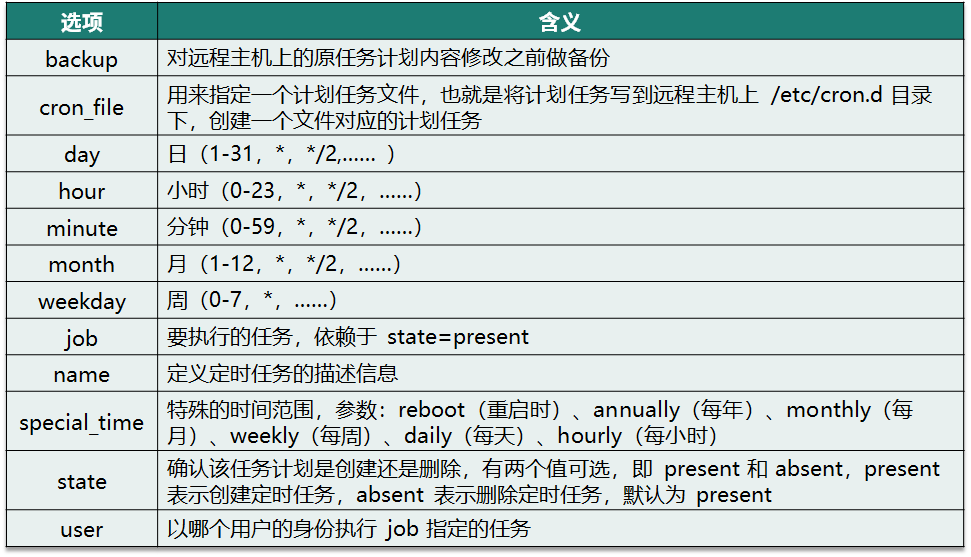 选项 含义
backup 对远程主机上的原任务计划内容修改之前做备份
cron_file 用来指定一个计划任务文件，也就是将计划任务写到远程主机上 /etc/cron.d 目录
下，创建一个文件对应的计划任务
day 日（1-31，*，*/2,…… ）
hour 小时（0-23，*，*/2，……）
minute 分钟（0-59，*，*/2，……）
month 月（1-12，*，*/2，……）
weekday 周（0-7，*，……）
job 要执行的任务，依赖于 state=present
name 定义定时任务的描述信息
special_time 特殊的时间范围，参数：reboot（重启时）、annually（每年）、monthly（每
月）、weekly（每周）、daily（每天）、hourly（每小时）
state 确认该任务计划是创建还是删除，有两个值可选，即 present 和 absent，present
表示创建定时任务，absent 表示删除定时任务，默认为 present
user 以哪个用户的身份执行 job 指定的任务